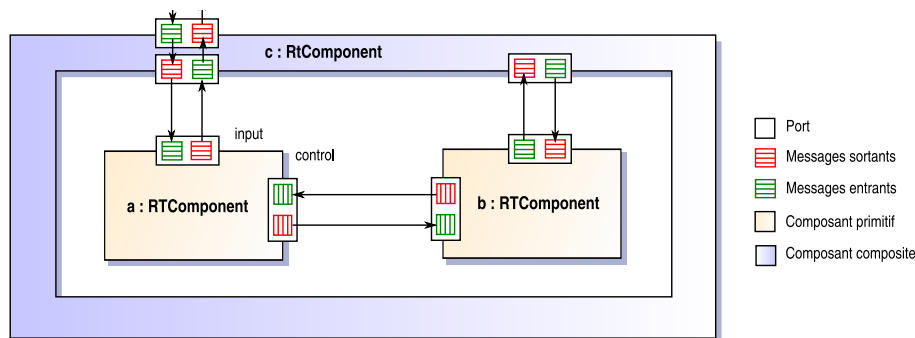 c : RtComponent
input
control
a : RTComponent
b : RTComponent
Port
Messages sortants
Messages entrants
Composant primitif
Composant composite